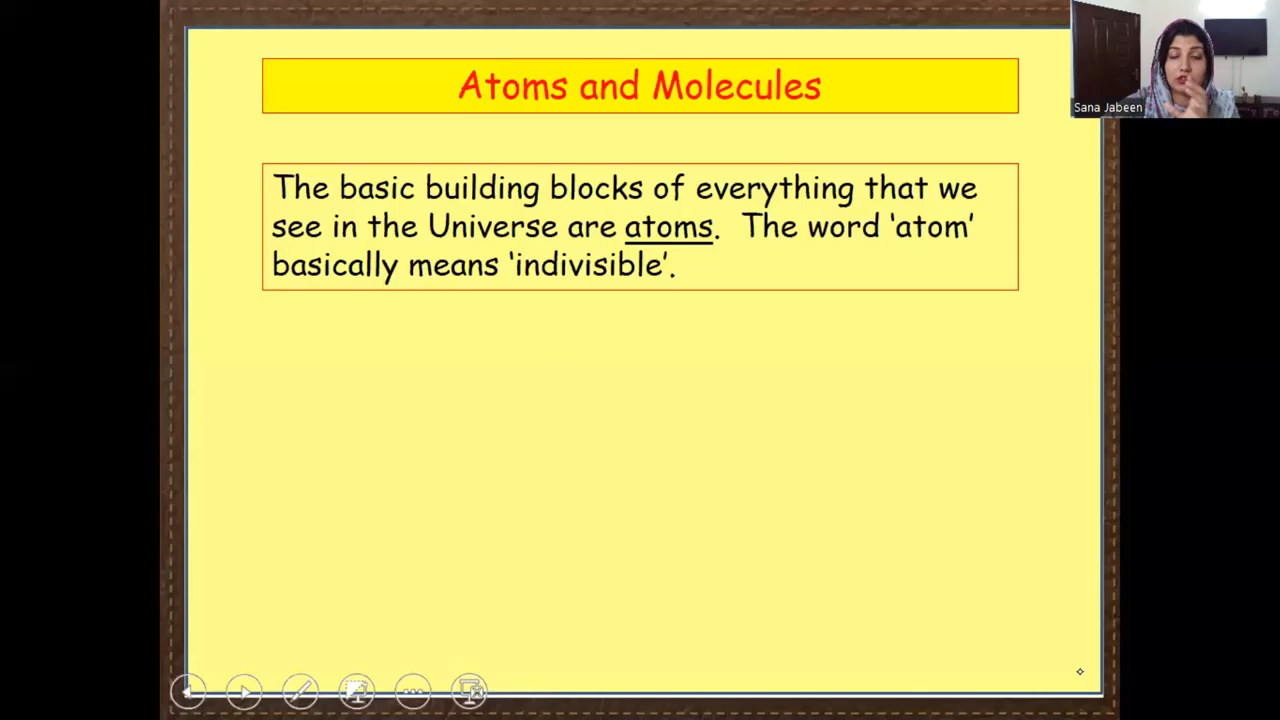 Atoms and Molecules
Sana Jabeen
The basic building blocks of everything that we
see in the Universe are atoms. The word ‘atom’
basically means ‘indivisible’.